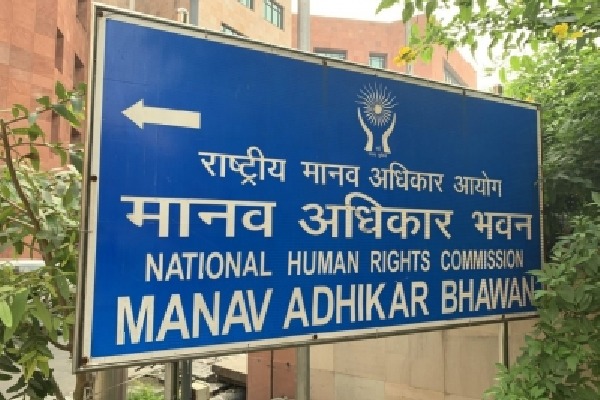 राष्ट्रीय मानव अधिकार आयोग
मानव अधिकार भवन
NATIONAL HUMAN RIGHTS COMMISSION
MANAV ADHIKAR BHAWAN